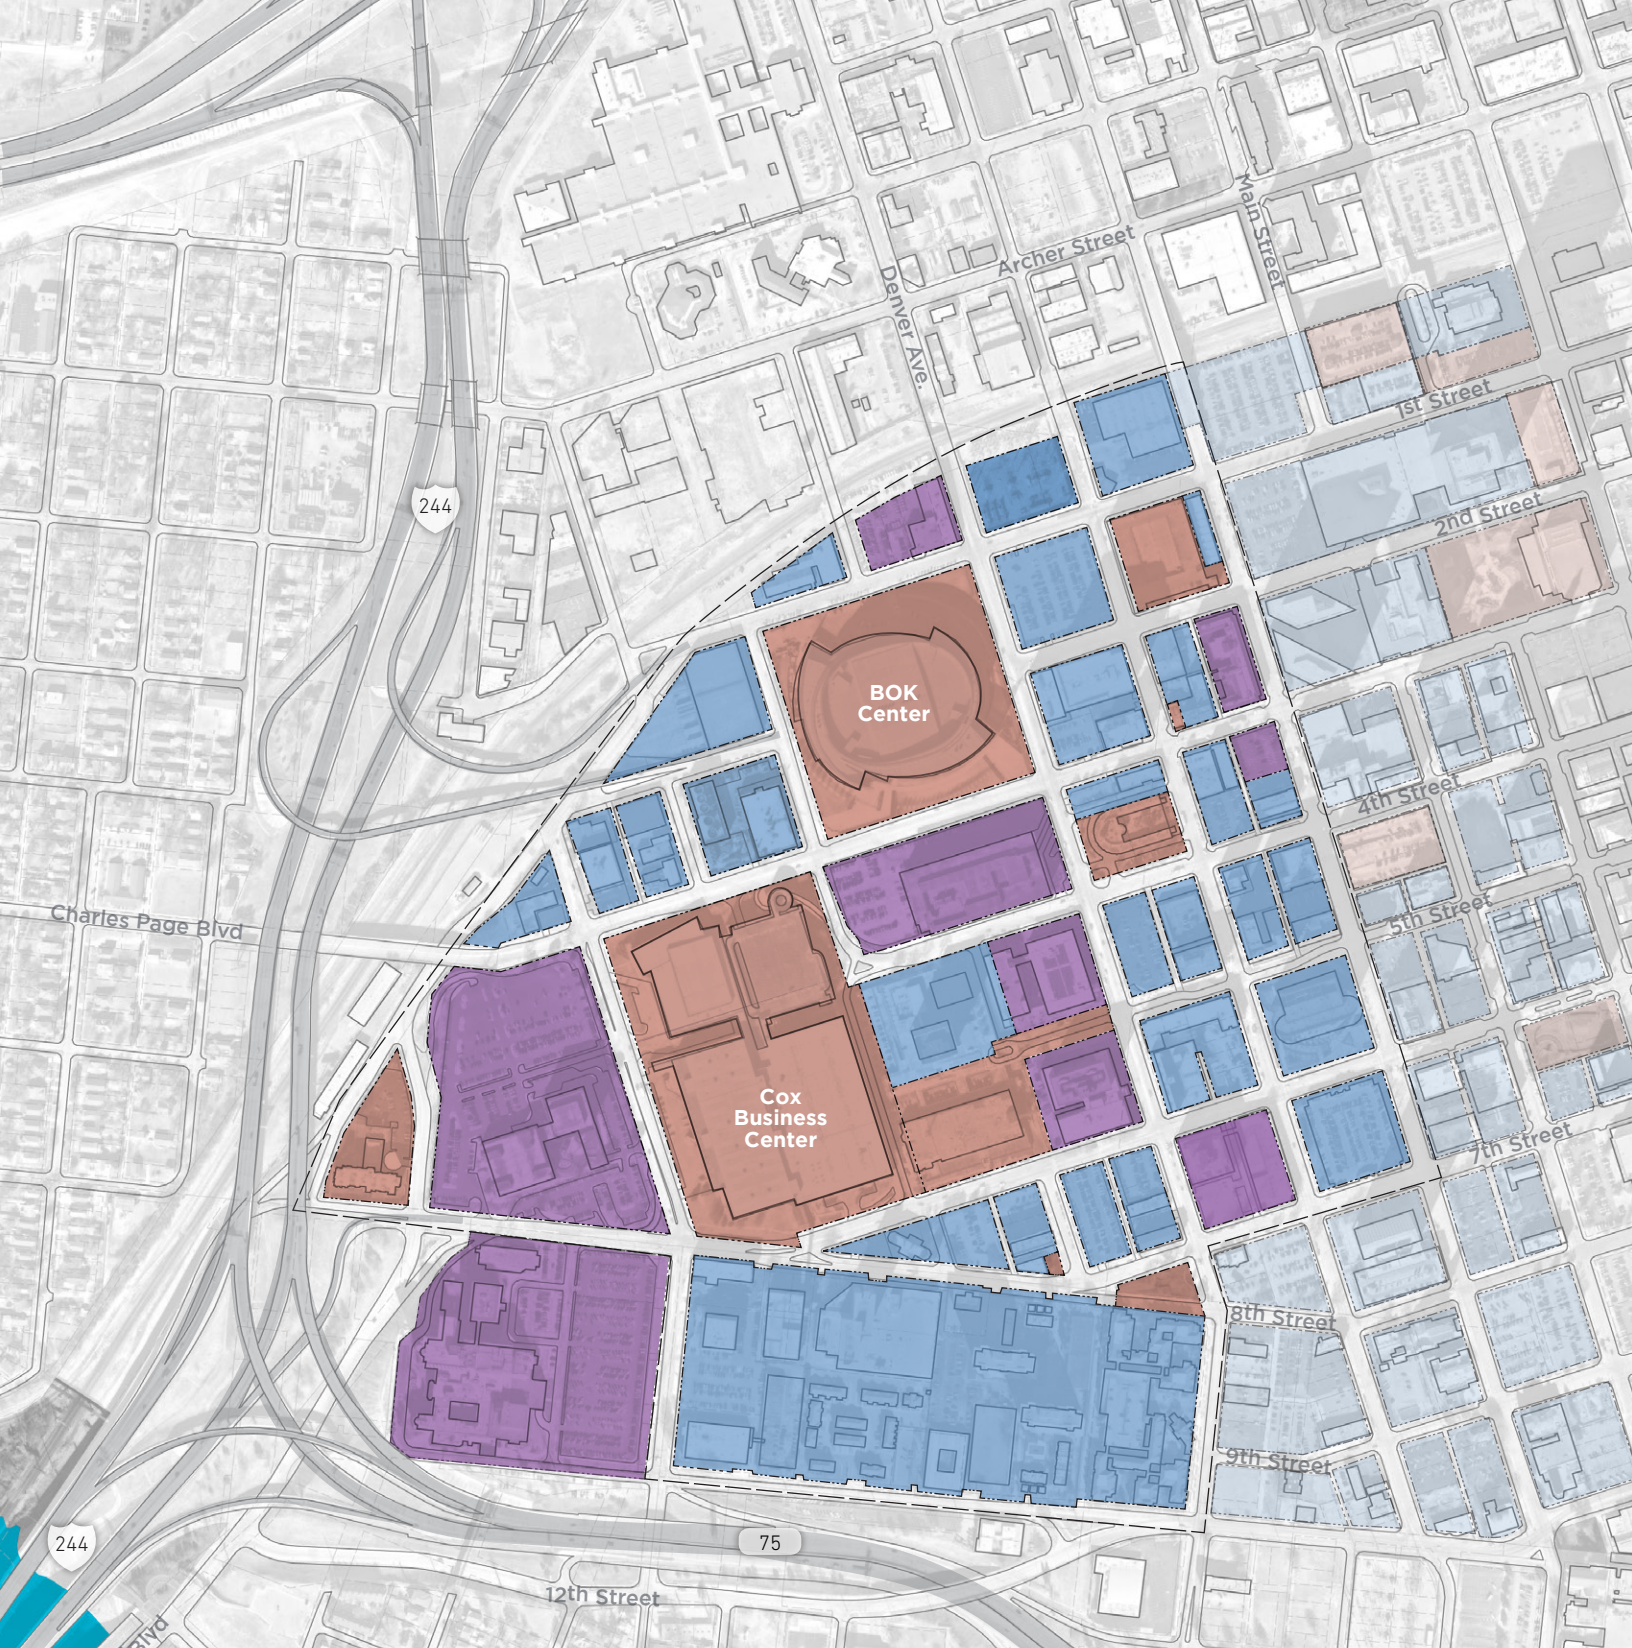 Main Street
Archer Street
Denver Ave.
1st Street
244
2nd Street
BOK
Center
4th Street
5th Street
Charles Page Blvd
Cox
Business
Center
7th Street
8th Street
9th Street
244
75
12th Street
Blvd